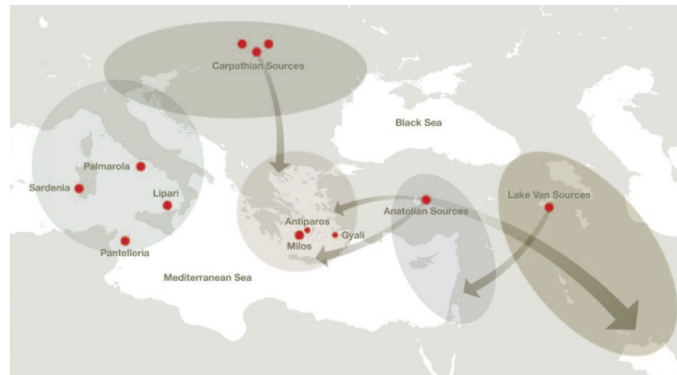 Carpathian Sources
Black Sea
Palmarola
Sardenia
Lipari
Lake Van Sources
Anatolian Sources
Antiparos
Gyali
Milos
Pantelleria
Mediterranean Sea